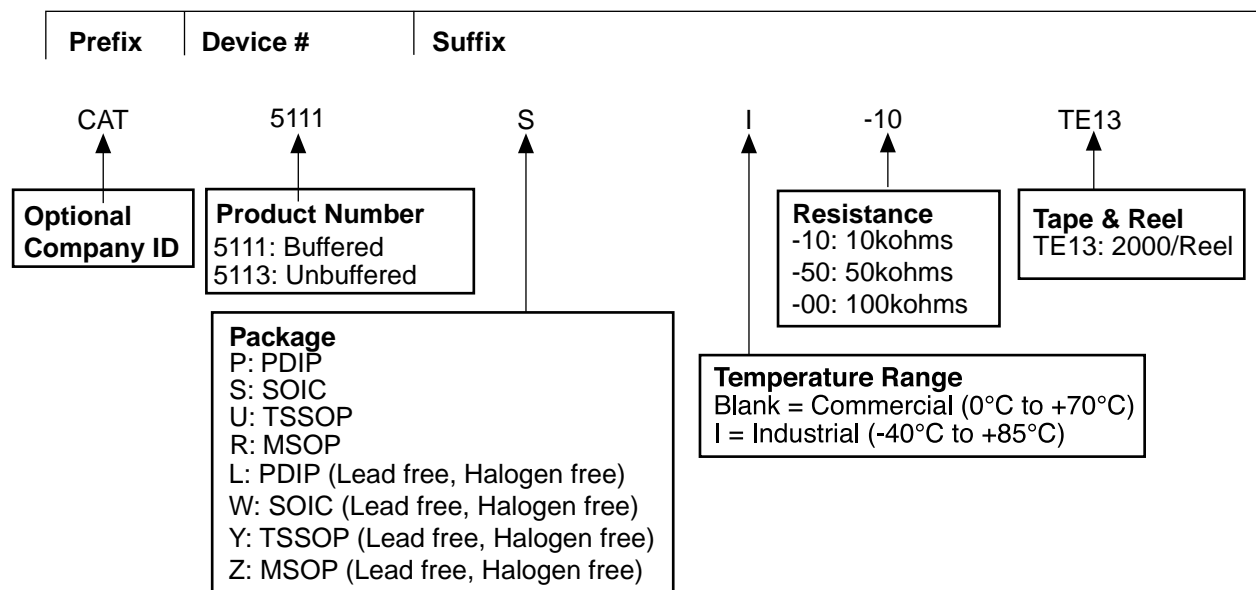 Prefix Device # Suffix
CAT 5111 S I -10 TE13
Optional
Company ID
Product Number
5111: Buffered
5113: Unbuffered
Package
P: PDIP
S: SOIC
U: TSSOP
R: MSOP
L: PDIP (Lead free, Halogen free)
W: SOIC (Lead free, Halogen free)
Y: TSSOP (Lead free, Halogen free)
Z: MSOP (Lead free, Halogen free)
Temperature Range
Blank = Commercial (0°C to +70°C)
I = Industrial (-40°C to +85°C)
Resistance
-10: 10kohms
-50: 50kohms
-00: 100kohms
Tape & Reel
TE13: 2000/Reel